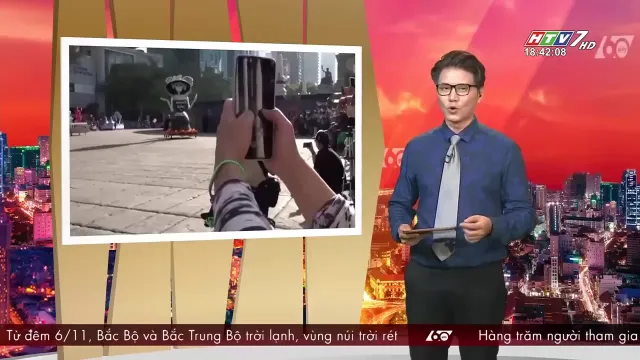 HTV7 HD
18:42:08
60
60
Từ đêm 6/11, Bắc Bộ và Bắc Trung Bộ trời lạnh, vùng núi trời rét 60 Hàng trăm người tham gia